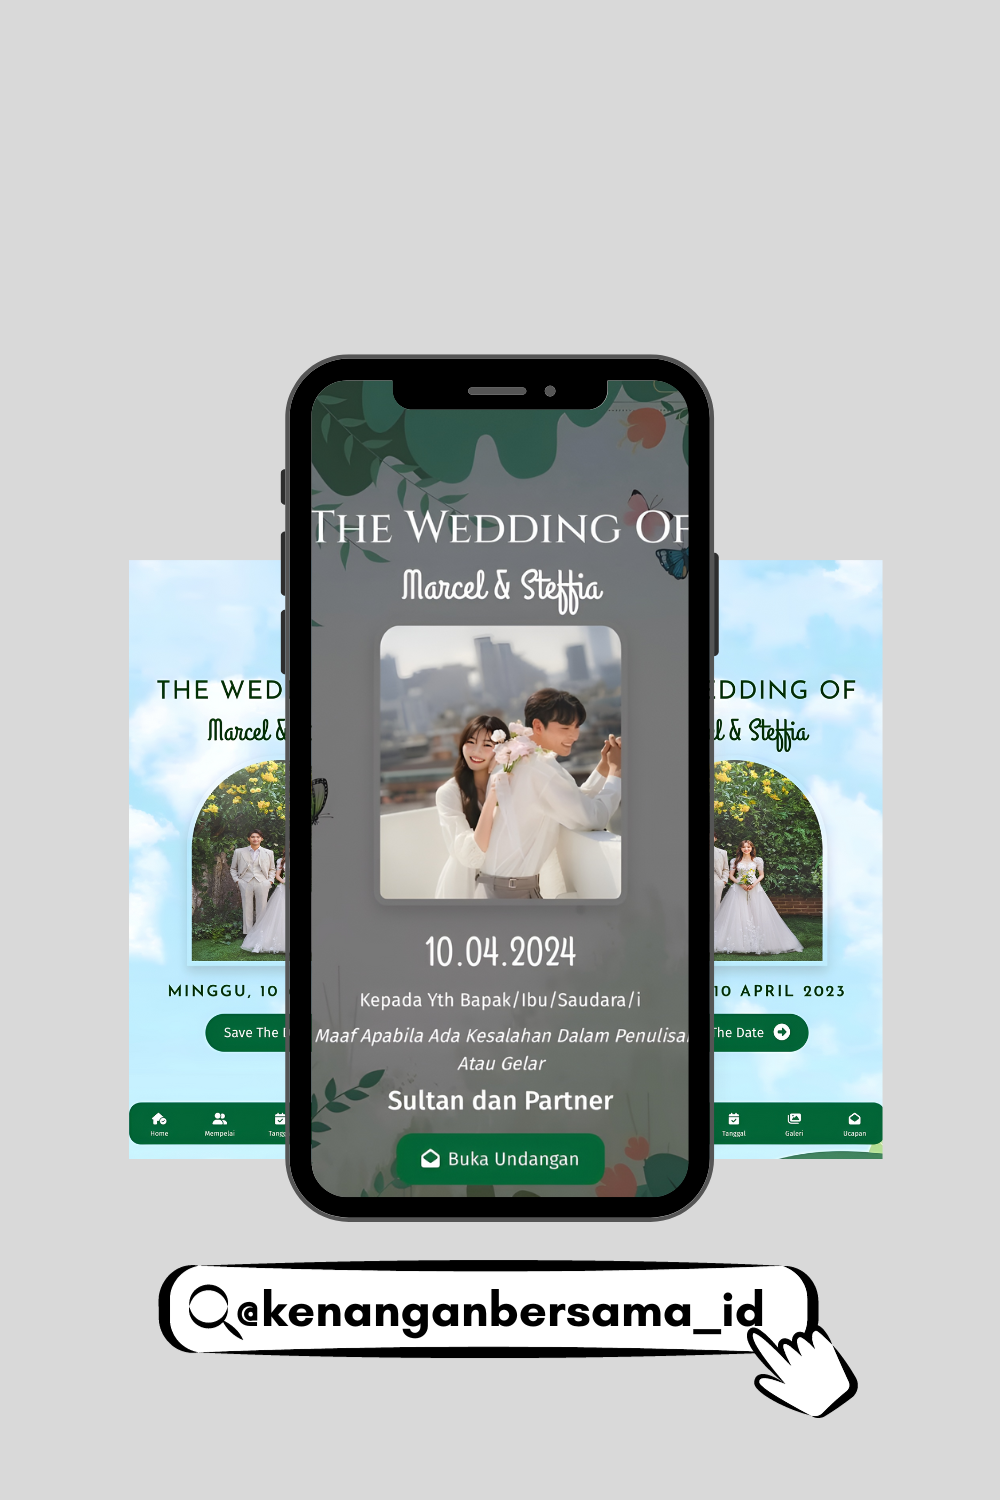 THE WEDDING OF
Marcel & Steffia
10.04.2024
Kepada Yth Bapak/Ibu/Saudara/i
Maaf Apabila Ada Kesalahan Dalam Penulisan
Atau Gelar
Sultan dan Partner
Buka Undangan
THE WED
Marcel &
MINGGU, 10
Save The
Home
Mempelai
Tangg
EDDING OF
l & Steffia
10 APRIL 2023
The Date
Tanggal
Galeri
Ucapan
@kenanganbersama_id